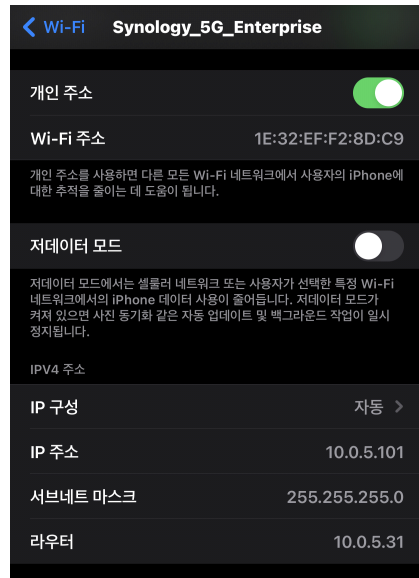 Wi-Fi Synology_5G_Enterprise
개인 주소
Wi-Fi 주소 1E:32:EF:F2:8D:C9
개인 주소를 사용하면 다른 모든 Wi-Fi 네트워크에서 사용자의 iPhone에
대한 추적을 줄이는 데 도움이 됩니다.
저데이터 모드
저데이터 모드에서는 셀룰러 네트워크 또는 사용자가 선택한 특정 Wi-Fi
네트워크에서의 iPhone 데이터 사용이 줄어듭니다. 저데이터 모드가
켜져 있으면 사진 동기화 같은 자동 업데이트 및 백그라운드 작업이 일시
정지됩니다.
IPV4 주소
IP 구성 자동
IP 주소 10.0.5.101
서브네트 마스크 255.255.255.0
라우터 10.0.5.31